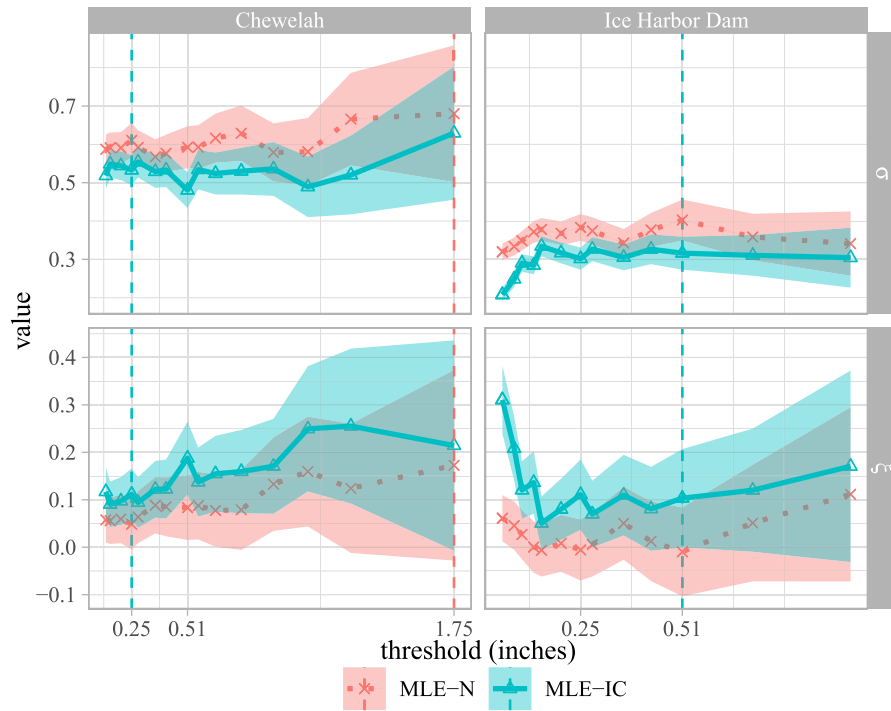 Chewelah
Ice Harbor Dam
0.7
0.5
0.3
σ
value
0.4
0.3
0.2
0.1
0.0
−0.1
ξ
0.25
0.51
1.75
0.25
0.51
threshold (inches)
MLE−N
MLE−IC